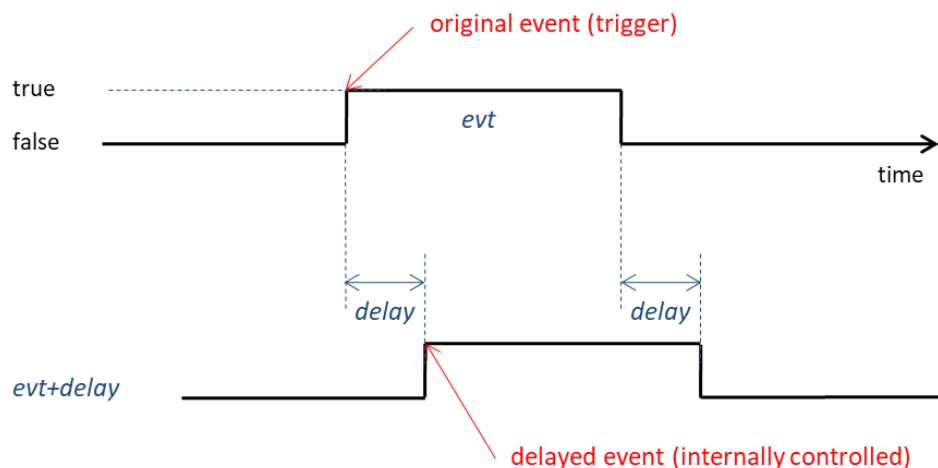 original event (trigger)
true
evt
false
time
delay
delay
evt+delay
delayed event (internally controlled)